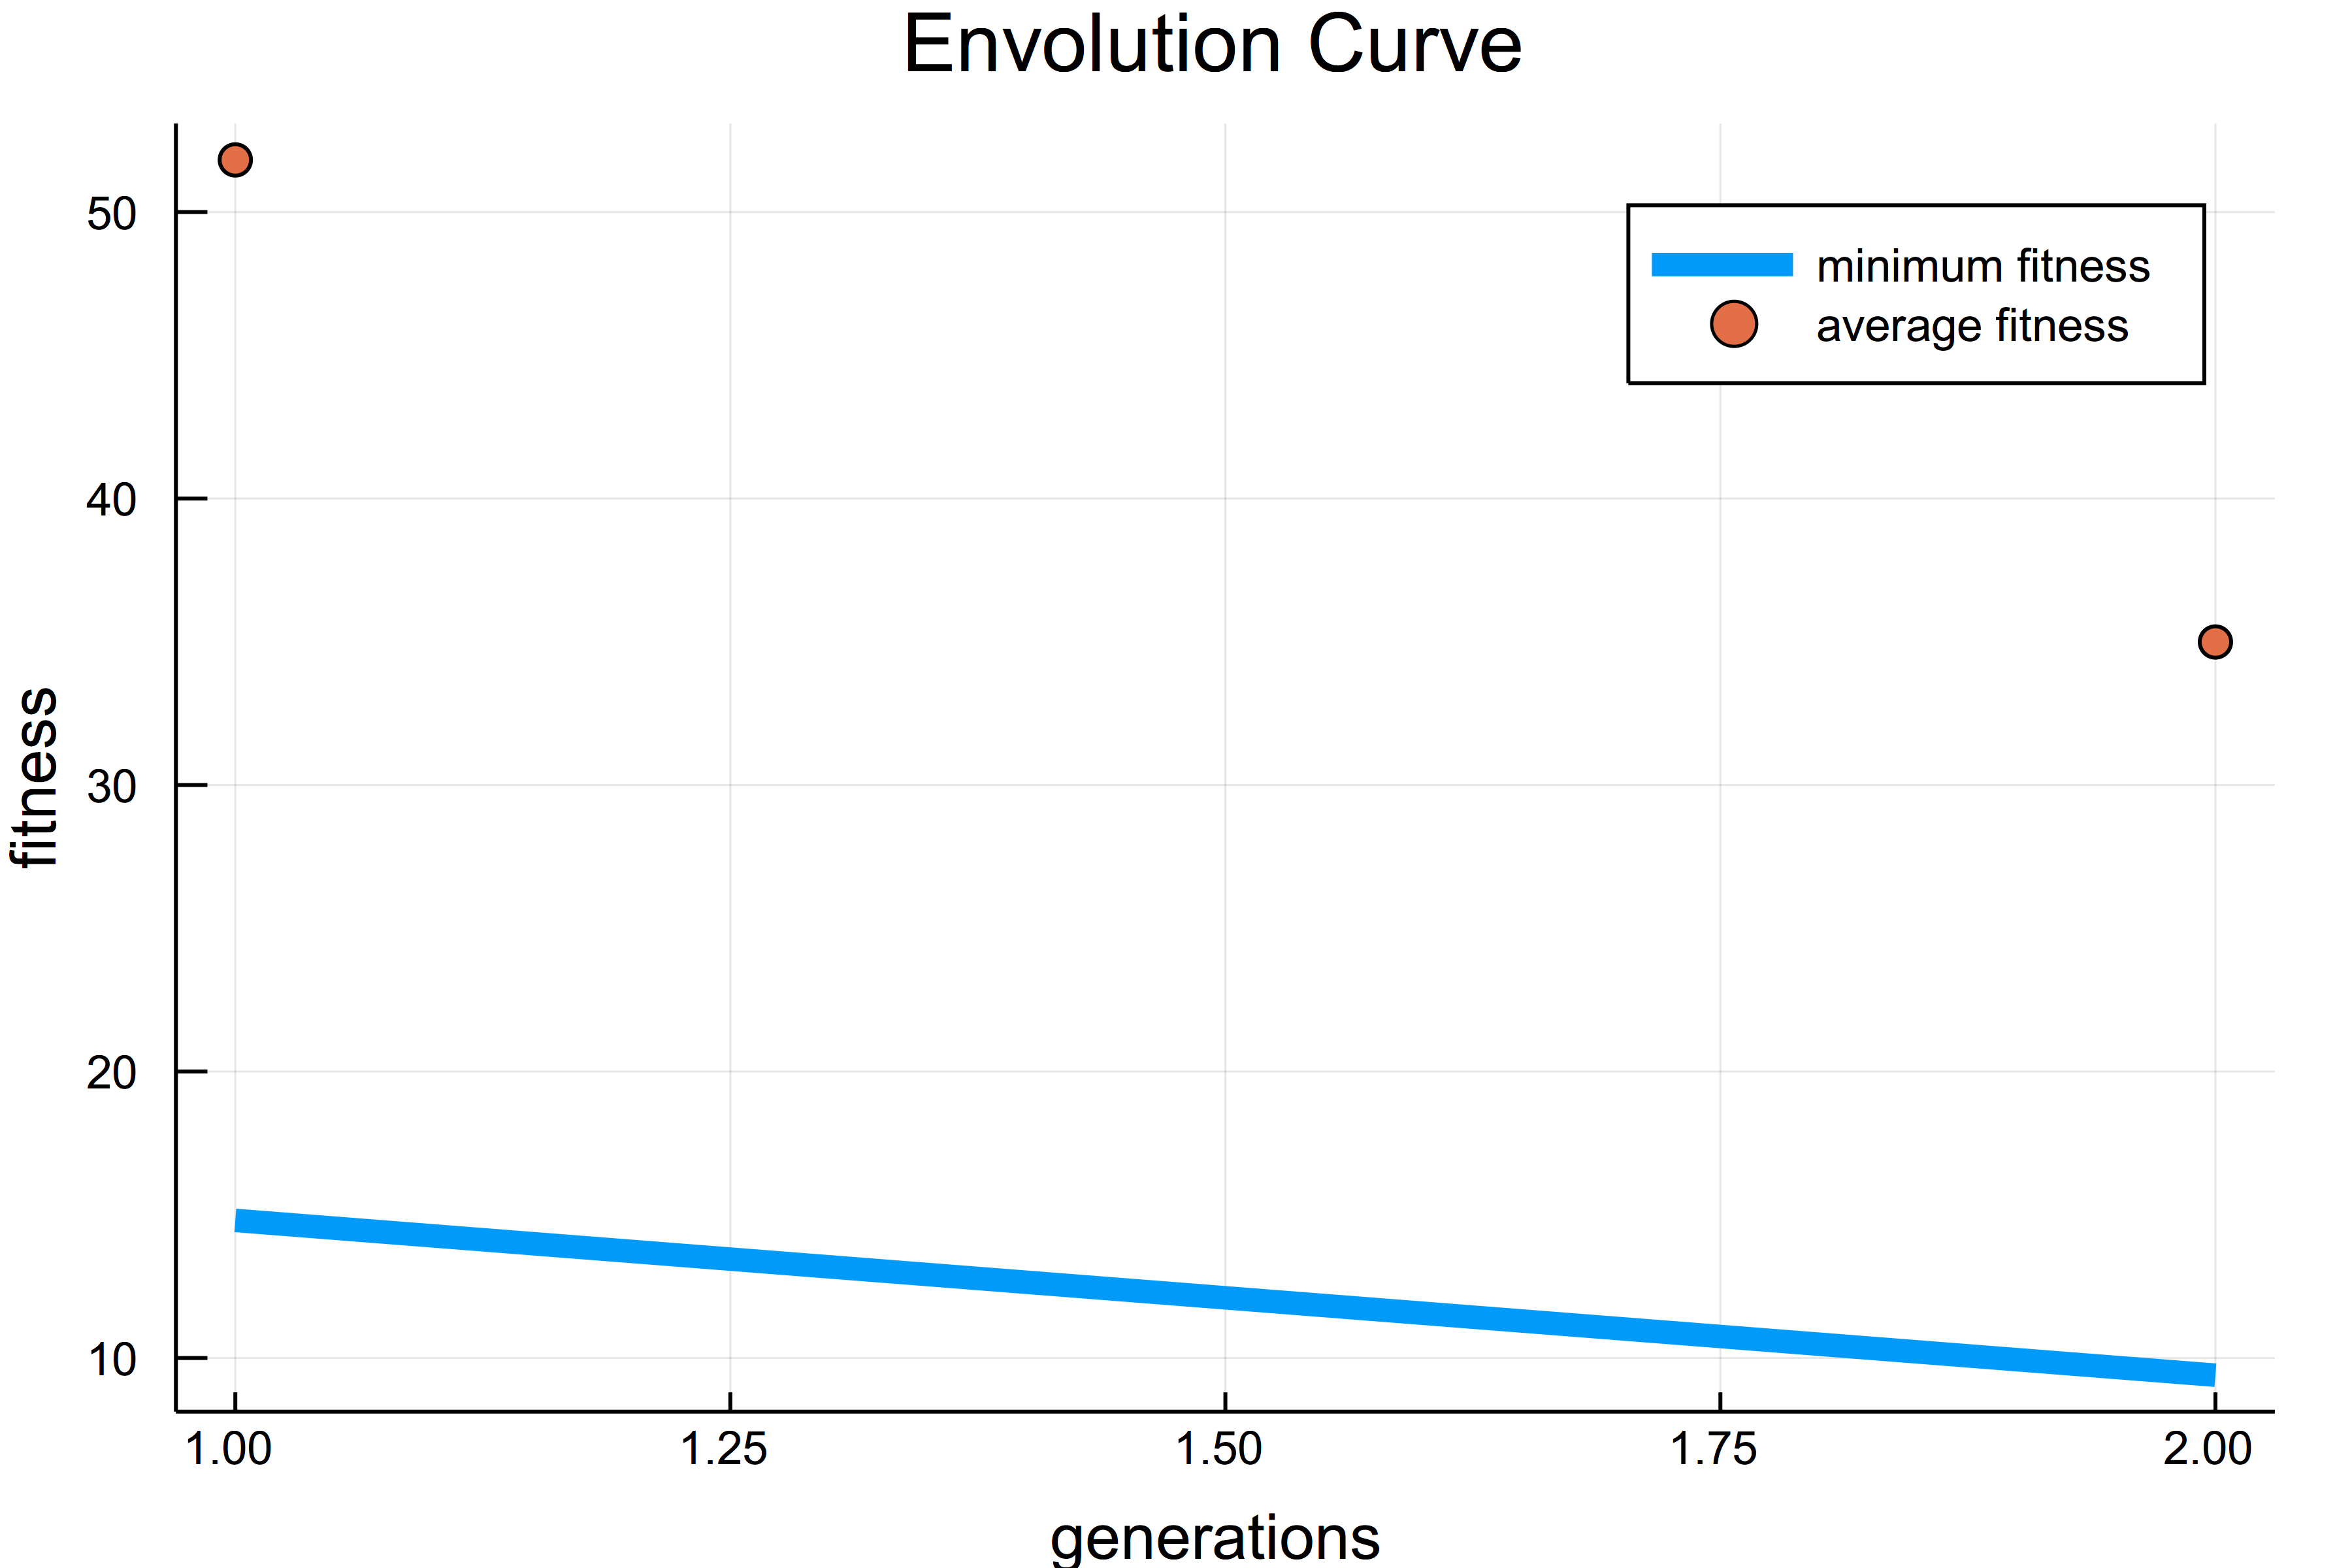 Envolution Curve
50
40
30
20
10
fitness
minimum fitness
average fitness
1.00 1.25 1.50 1.75 2.00
generations